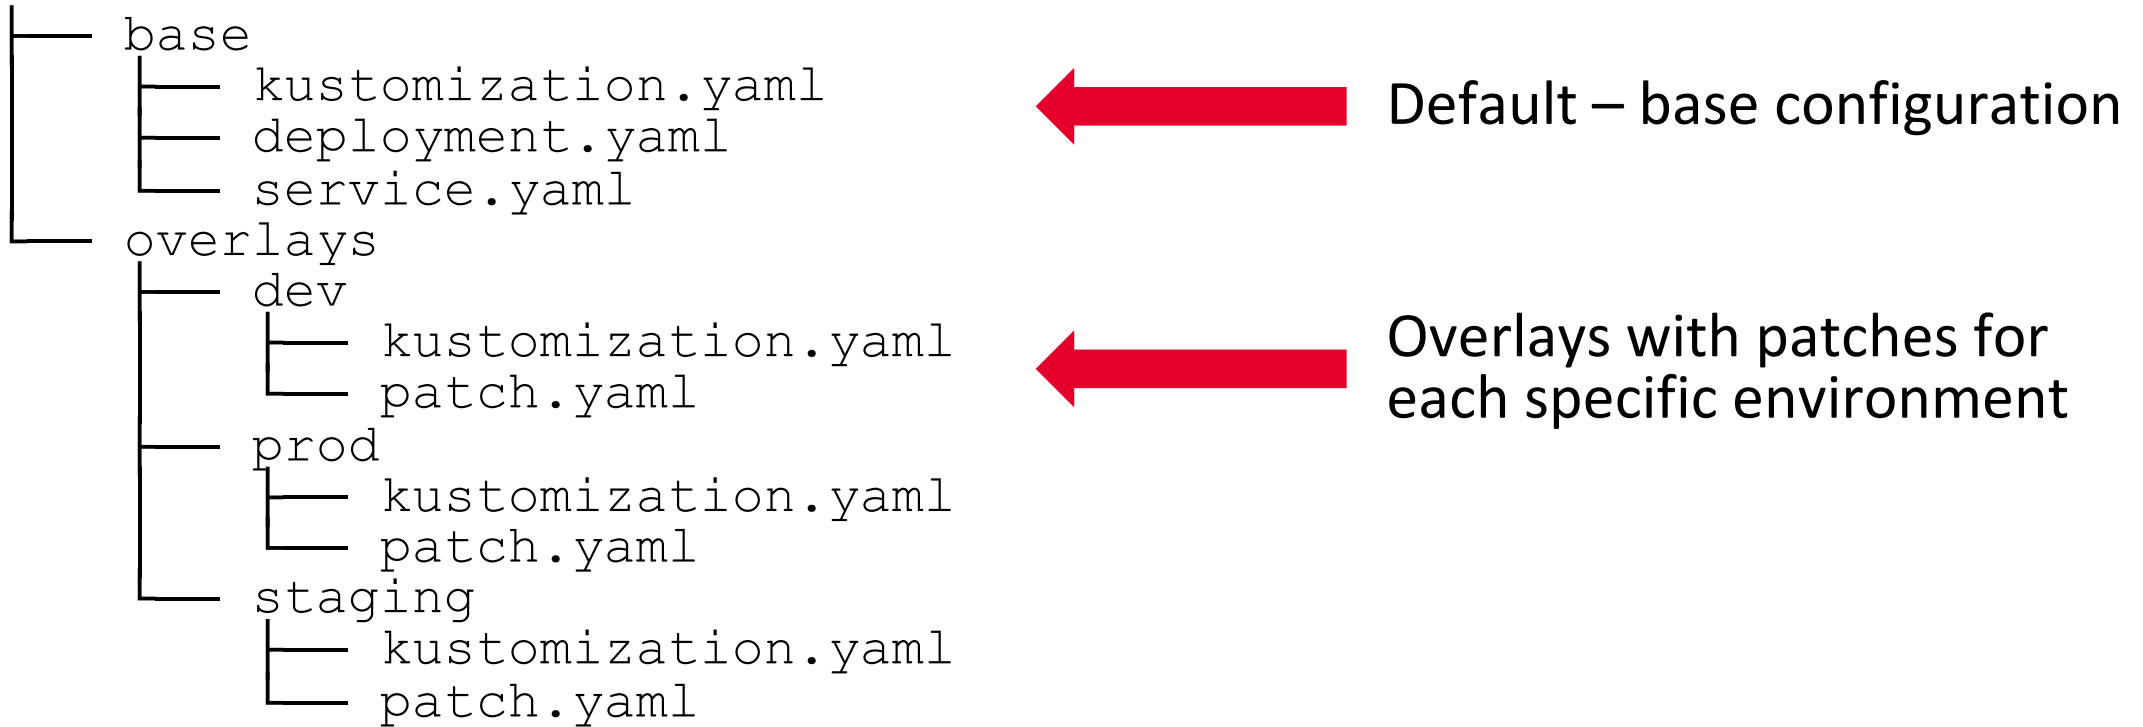 base
kustomization.yaml
deployment.yaml
service.yaml
overlays
dev
kustomization.yaml
patch.yaml
prod
kustomization.yaml
patch.yaml
staging
kustomization.yaml
patch.yaml
Default – base configuration
Overlays with patches for
each specific environment